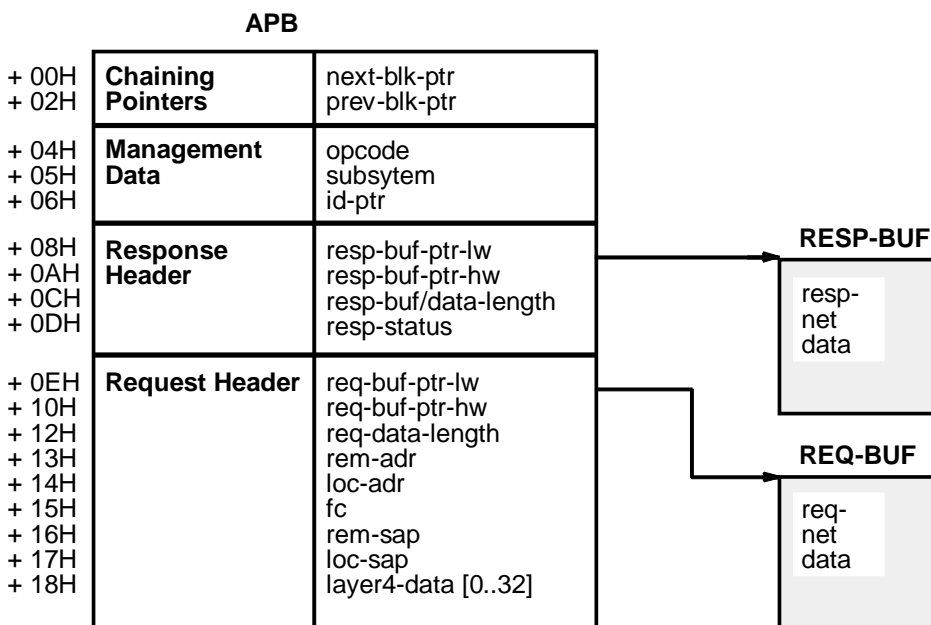 APB
+ 00H Chaining next-blk-ptr
+ 02H Pointers prev-blk-ptr
+ 04H Management opcode
+ 05H Data subsytem
+ 06H id-ptr
RESP-BUF
+ 08H Response resp-buf-ptr-lw
+ 0AH Header resp-buf-ptr-hw
+ 0CH resp-buf/data-length resp-
+ 0DH resp-status net
data
+ 0EH Request Header req-buf-ptr-lw
+ 10H req-buf-ptr-hw
+ 12H req-data-length
+ 13H rem-adr REQ-BUF
+ 14H loc-adr
+ 15H fc req-
+ 16H rem-sap net
+ 17H loc-sap data
+ 18H layer4-data [0..32]